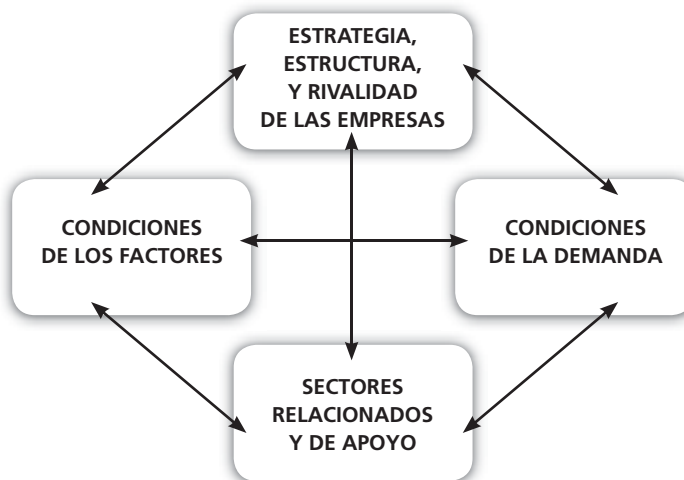 ESTRATEGIA,
ESTRUCTURA,
Y RIVALIDAD
DE LAS EMPRESAS
CONDICIONES
DE LOS FACTORES
CONDICIONES
DE LA DEMANDA
SECTORES
RELACIONADOS
Y DE APOYO